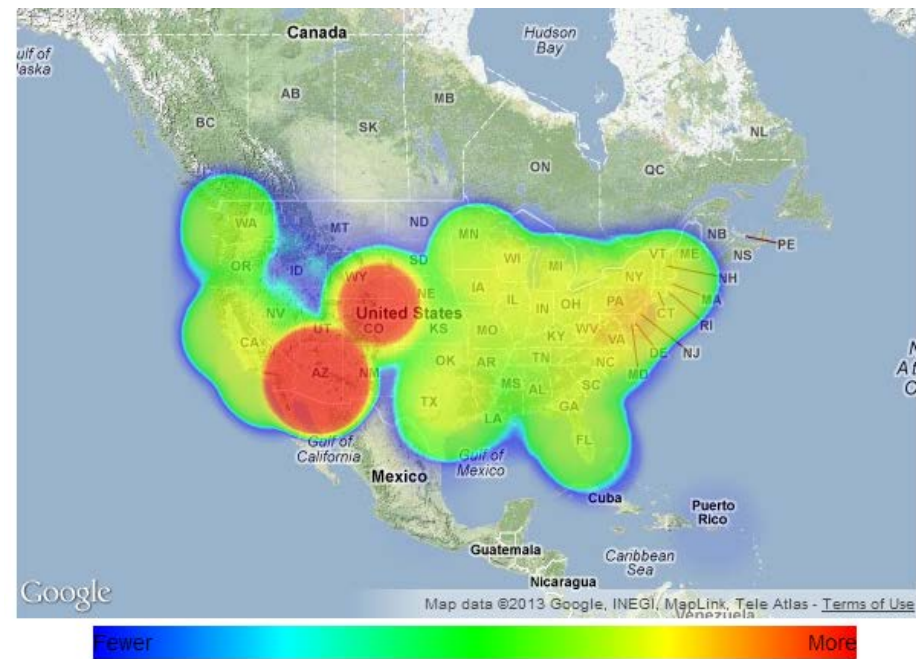 Canada
Hudson
Bay
ulf of
laska
AB
MB
BC
SK
NL
ON
QC
WA
MT
ND
NB
PE
MN
VT
ME
NS
OR
ID
SD
WI
MI
NH
WY
NY
MA
NE
IA
IL
IN
OH
PA
CT
RI
NV
United States
UT
CO
KS
MO
KY
WV
VA
NJ
CA
DE
MD
AZ
NM
OK
AR
TN
NC
MS
AL
SC
TX
LA
GA
FL
Gulf of
California
Gulf of
Mexico
Mexico
Cuba
Puerto
Rico
Guatemala
Caribbean
Sea
Nicaragua
Google
Map data ©2013 Google, INEGI, MapLink, Tele Atlas - Terms of Use
Venezuela
Fewer
More